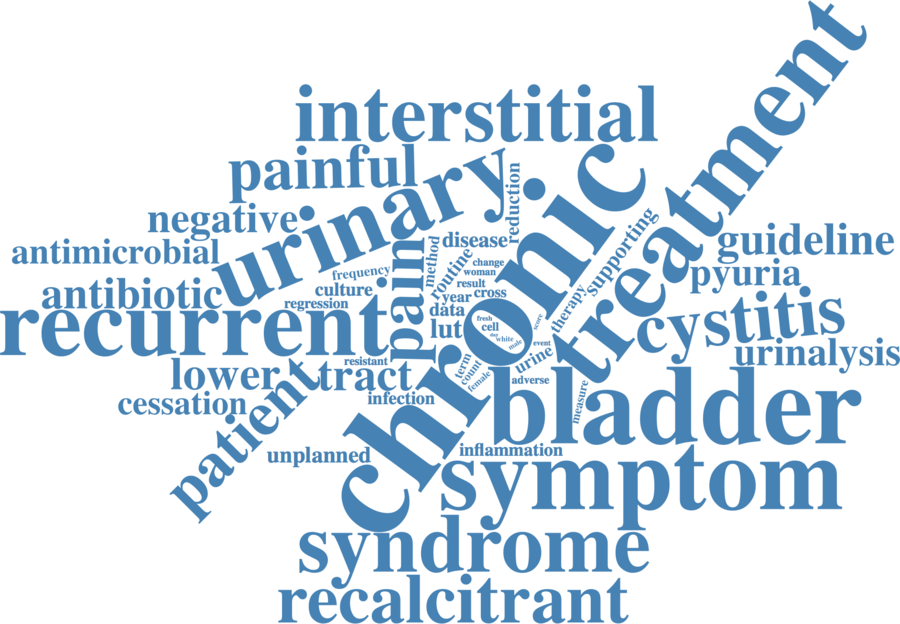 treatment
interstitial
chronic
painful
urinary
reduction
negative
supporting
disease
guideline
antimicrobial
method
routine
change
pyuria
frequency
woman
pain
antibiotic
culture
result
therapy
cystitis
regression
year
cross
recurrent
data
lut
fresh
cell
day
white
male
score
event
urinalysis
resistant
urine
lower
tract
term
count
female
adverse
patient
infection
measure
bladder
cessation
unplanned
inflammation
symptom
syndrome
recalcitrant